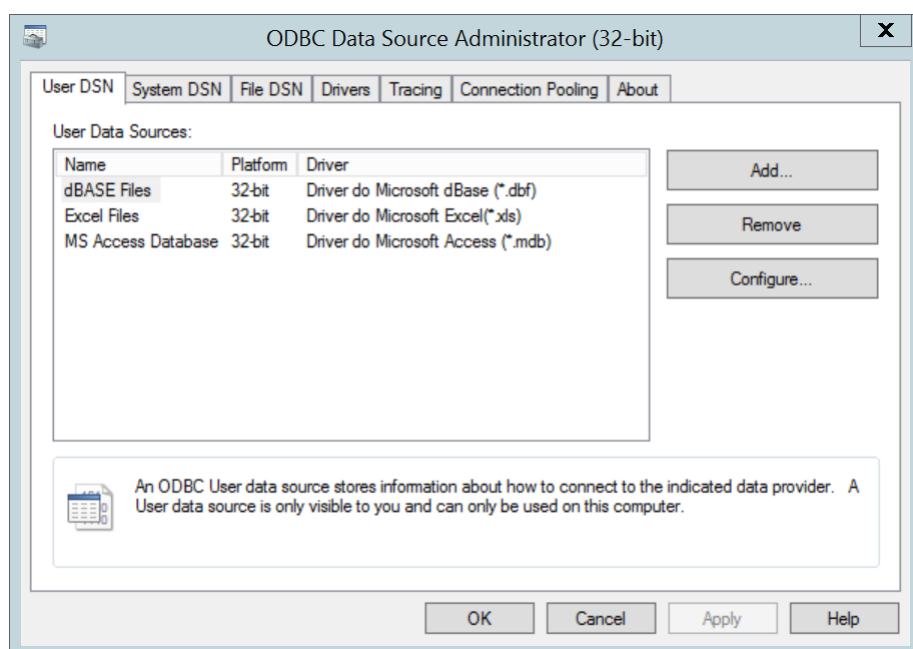 ODBC Data Source Administrator (32-bit)
X
User DSN System DSN File DSN Drivers Tracing Connection Pooling About
User Data Sources:
Name Platform Driver
dBASE Files 32-bit Driver do Microsoft dBase (*.dbf)
Excel Files 32-bit Driver do Microsoft Excel(*.xls)
MS Access Database 32-bit Driver do Microsoft Access (*.mdb)
Add...
Remove
Configure...
An ODBC User data source stores information about how to connect to the indicated data provider. A
User data source is only visible to you and can only be used on this computer.
OK Cancel Apply Help